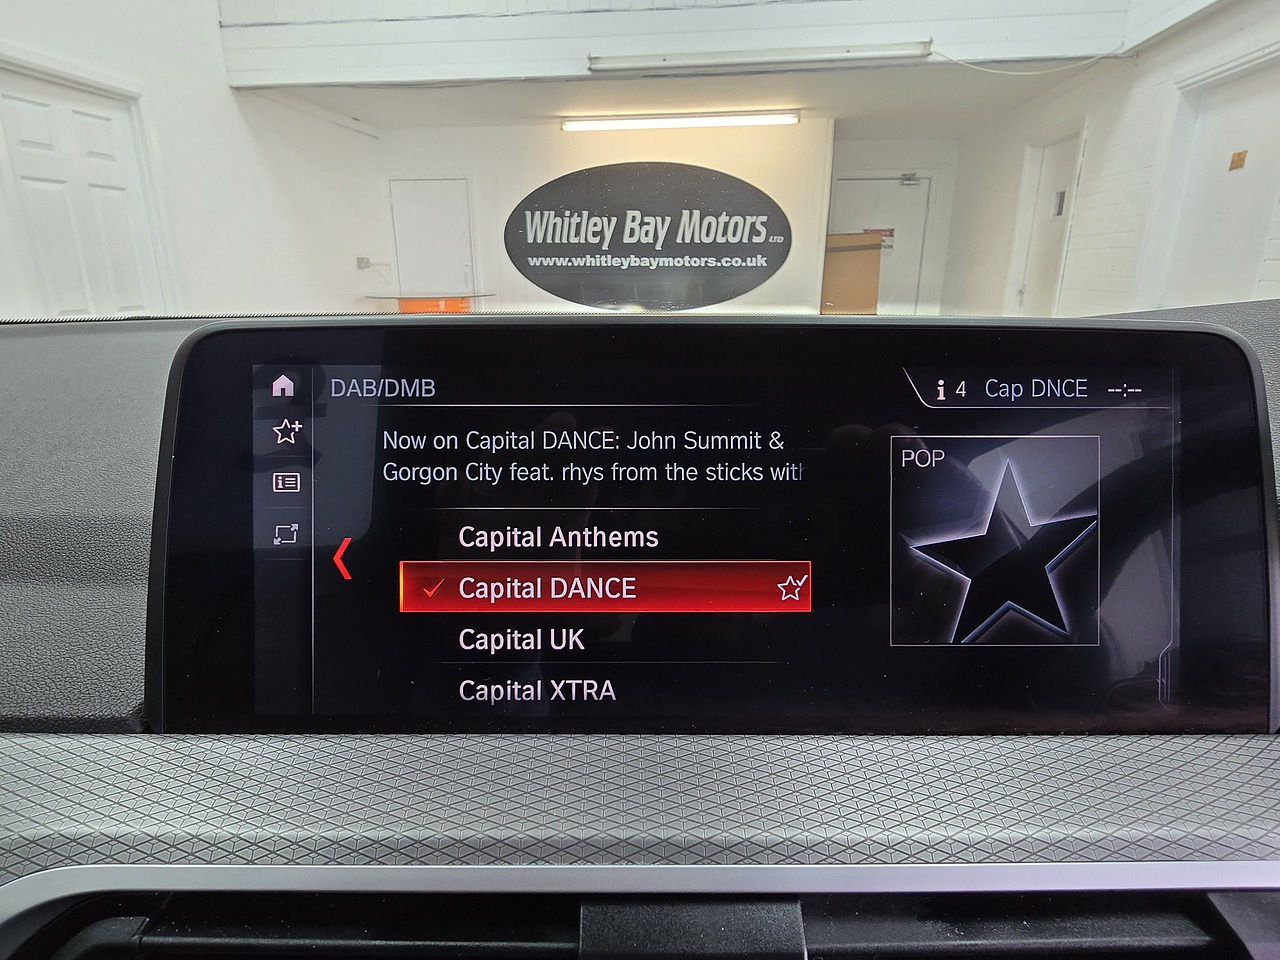 Whitley Bay Motors LTD
www.whitleybaymotors.co.uk
DAB/DMB
i 4 Cap DNCE --:--
Now on Capital DANCE: John Summit &
Gorgon City feat. rhys from the sticks with
POP
Capital Anthems
Capital DANCE
Capital UK
Capital XTRA